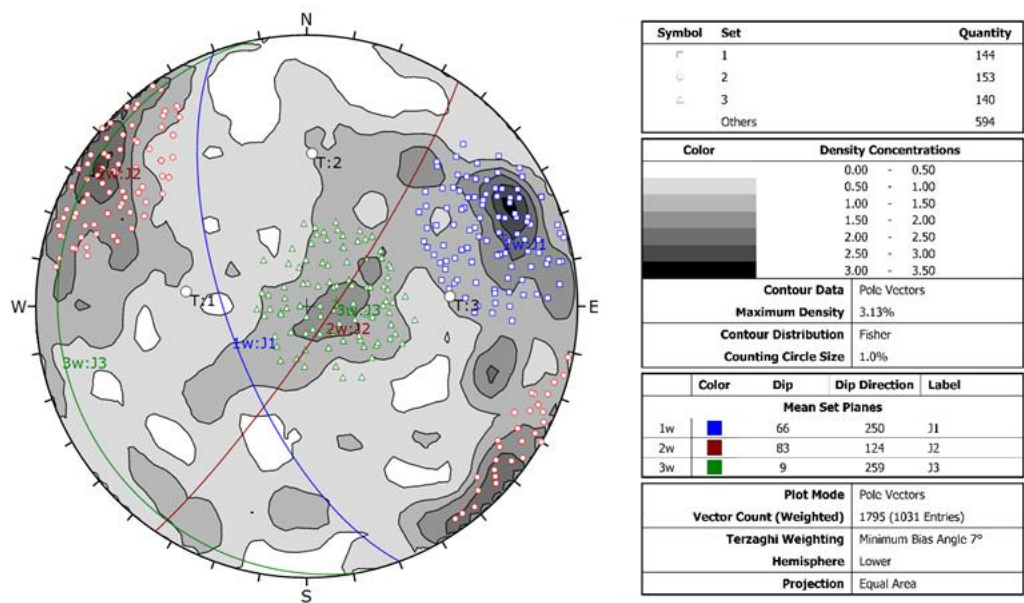 N
T:2
2w:J2
1w:J1
T:1
T:3
W
E
3w:J3
2w:J2
1w:J1
3w:J3
S
Symbol Set Quantity
1 144
2 153
3 140
Others 594
Color Density Concentrations
0.00 - 0.50
0.50 - 1.00
1.00 - 1.50
1.50 - 2.00
2.00 - 2.50
2.50 - 3.00
3.00 - 3.50
Contour Data Pole Vectors
Maximum Density 3.13%
Contour Distribution Fisher
Counting Circle Size 1.0%
Color Dip Dip Direction Label
Mean Set Planes
1w 66 250 J1
2w 83 124 J2
3w 9 259 J3
Plot Mode Pole Vectors
Vector Count (Weighted) 1795 (1031 Entries)
Terzaghi Weighting Minimum Bias Angle 7°
Hemisphere Lower
Projection Equal Area